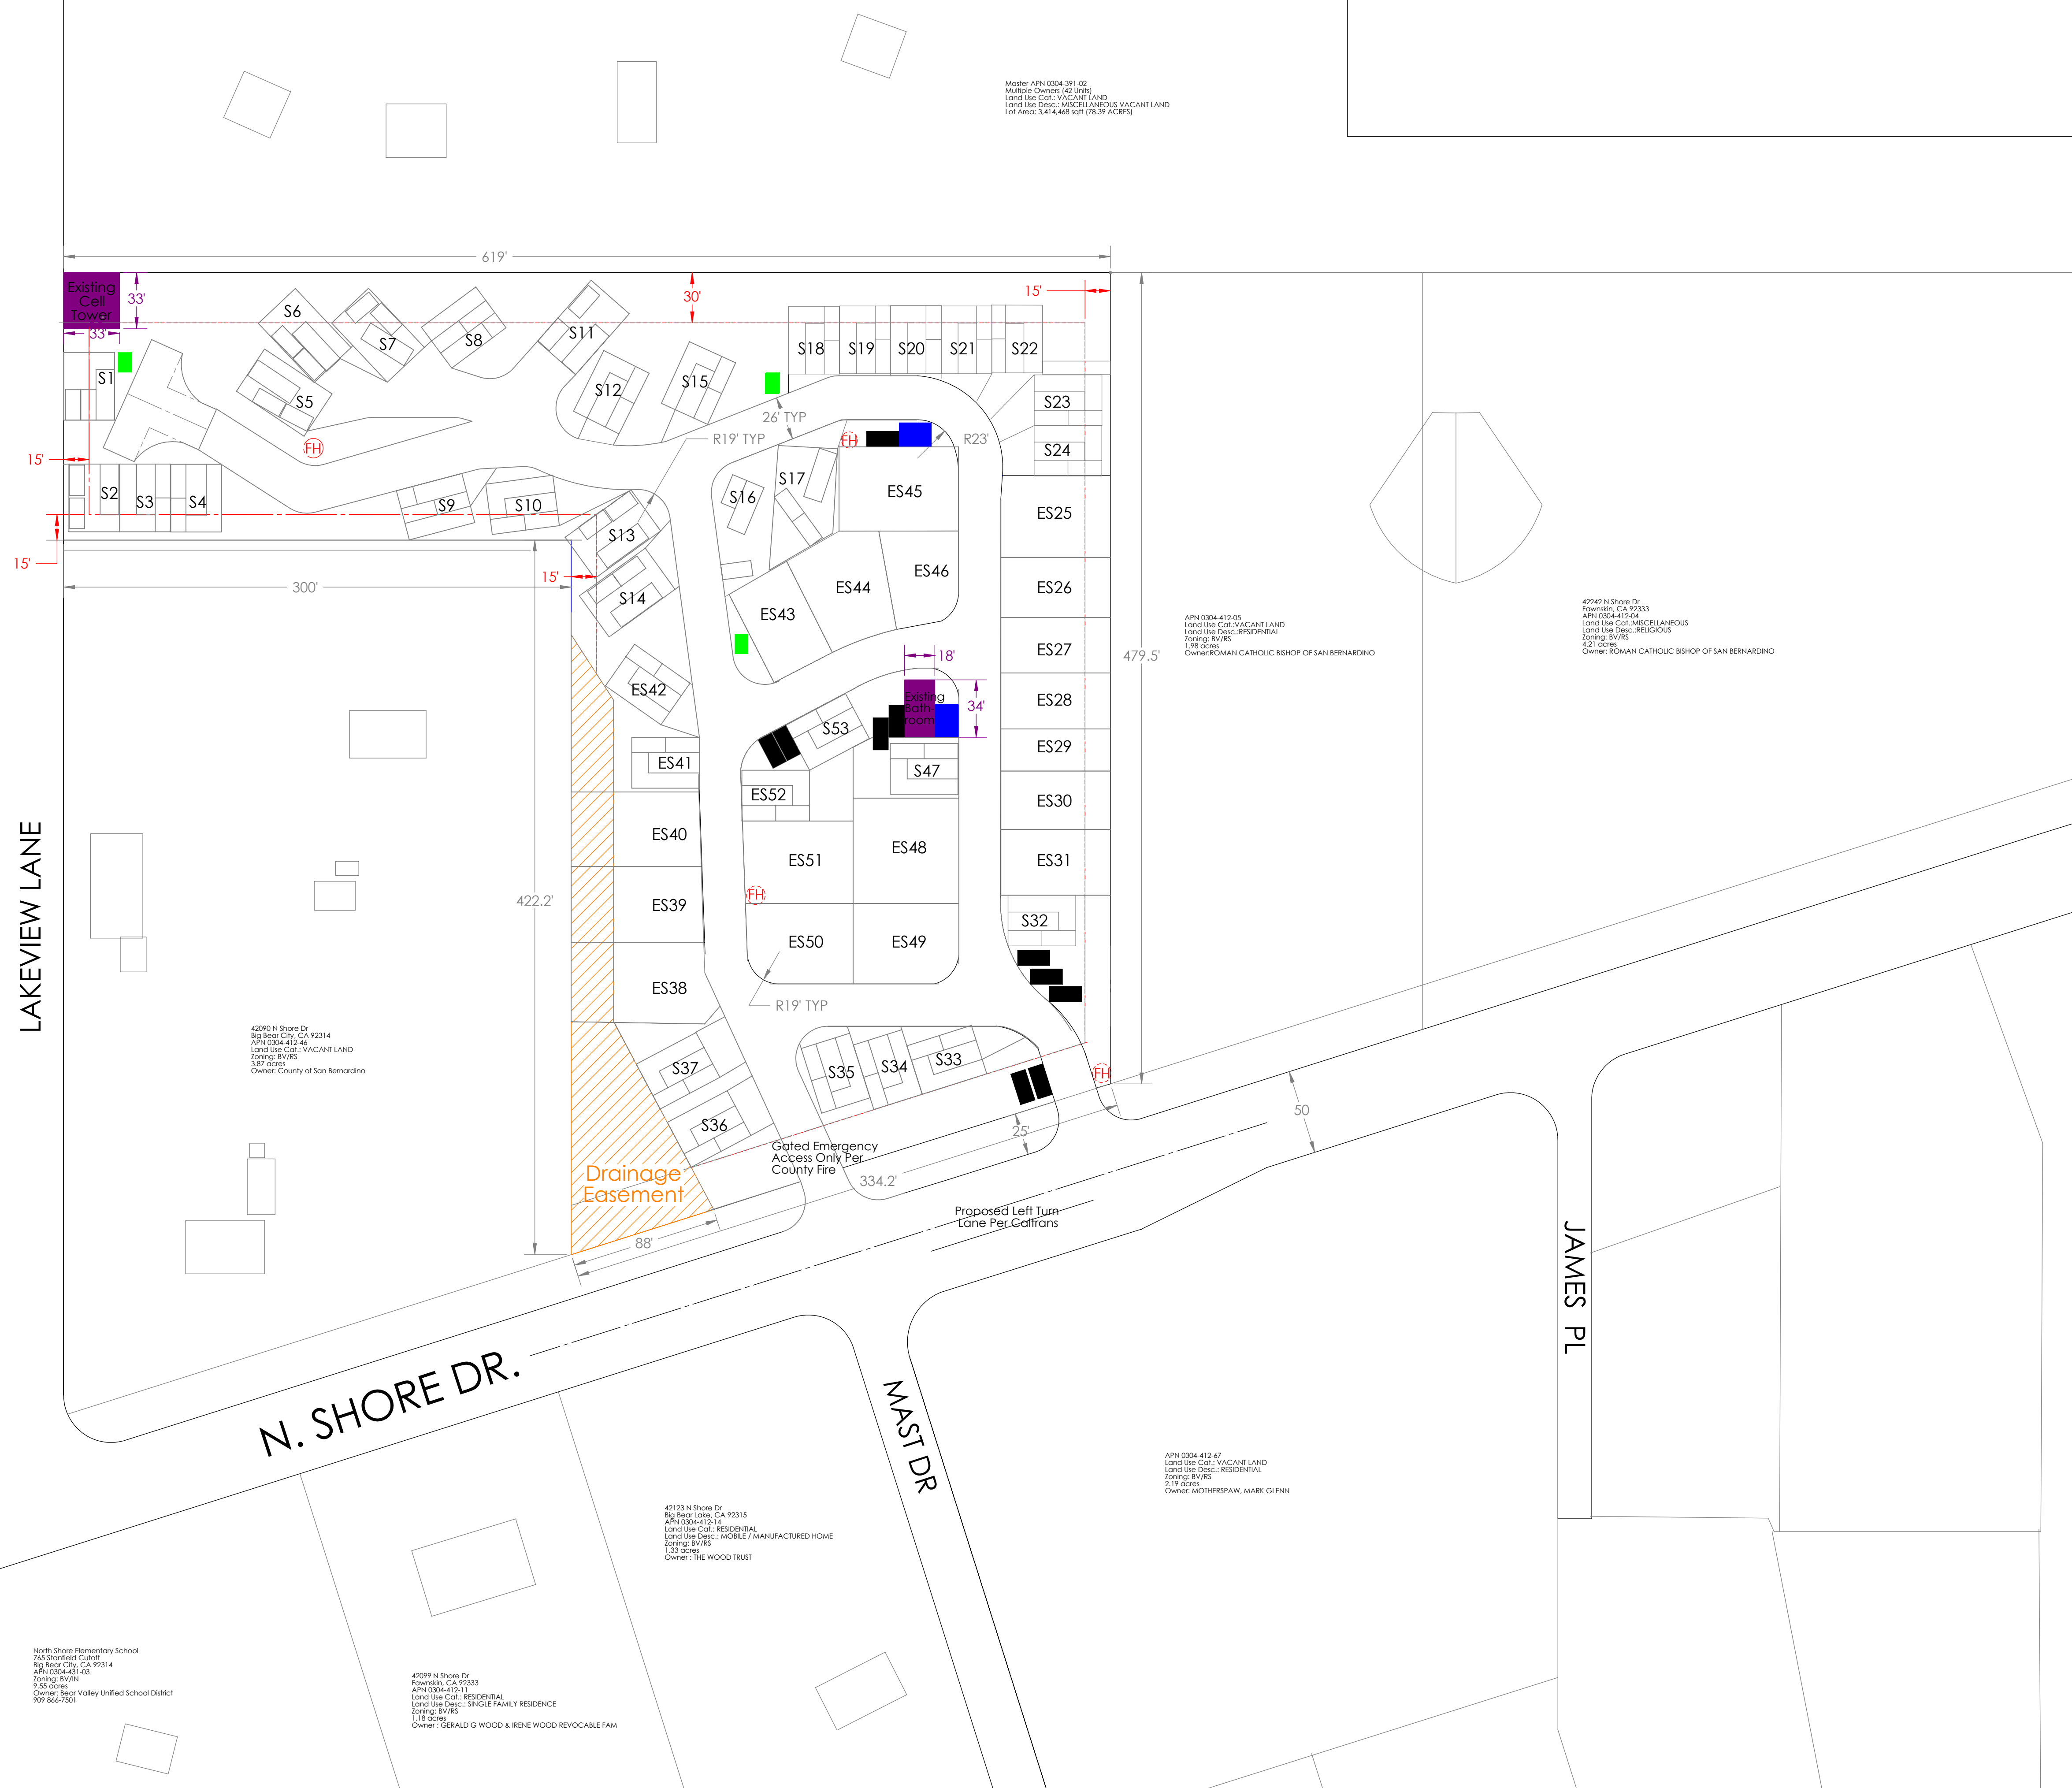 Master APN 0304-391-02
Multiple Owners (42 Units)
Land Use Cat.: VACANT LAND
Land Use Desc.: MISCELLANEOUS VACANT LAND
Lot Area: 3,414,468 sqft (78.39 ACRES)
619'
Existing
Cell
Tower
33'
33'
30'
15'
S6
S7
S8
S11
S18
S19
S20
S21
S22
S1
S5
S12
S15
S23
26' TYP
R19' TYP
FH
FH
R23'
S24
15'
S2
S3
S4
S9
S10
S16
S17
ES45
ES25
S13
15'
15'
300'
S14
ES43
ES44
ES46
ES26
42242 N Shore Dr
Fawnskin, CA 92333
APN 0304-412-04
Land Use Cat.:MISCELLANEOUS
Land Use Desc.:RELIGIOUS
Zoning: BV/RS
4.21 acres
Owner: ROMAN CATHOLIC BISHOP OF SAN BERNARDINO
APN 0304-412-05
Land Use Cat.:VACANT LAND
Land Use Desc.:RESIDENTIAL
Zoning: BV/RS
1.98 acres
Owner:ROMAN CATHOLIC BISHOP OF SAN BERNARDINO
479.5'
ES27
18'
ES42
Existing
Bath-
room
34'
ES28
S53
ES41
S47
ES29
ES52
ES30
ES40
ES51
ES48
ES31
LAKEVIEW LANE
422.2'
ES39
FH
S32
ES50
ES49
ES38
R19' TYP
42090 N Shore Dr
Big Bear City, CA 92314
APN 0304-412-46
Land Use Cat.: VACANT LAND
Zoning: BV/RS
3.87 acres
Owner: County of San Bernardino
S37
S35
S34
S33
FH
50
S36
25'
Gated Emergency
Access Only Per
County Fire
334.2'
Drainage
Easement
88'
Proposed Left Turn
Lane Per Caltrans
JAMES PL
N. SHORE DR.
MAST DR
APN 0304-412-67
Land Use Cat.: VACANT LAND
Land Use Desc.: RESIDENTIAL
Zoning: BV/RS
2.19 acres
Owner: MOTHERSPAW, MARK GLENN
42123 N Shore Dr
Big Bear Lake, CA 92315
APN 0304-412-14
Land Use Cat.: RESIDENTIAL
Land Use Desc.: MOBILE / MANUFACTURED HOME
Zoning: BV/RS
1.33 acres
Owner : THE WOOD TRUST
North Shore Elementary School
765 Stanfield Cutoff
Big Bear City, CA 92314
APN 0304-431-03
Zoning: BV/IN
9.55 acres
Owner: Bear Valley Unified School District
909 866-7501
42099 N Shore Dr
Fawnskin, CA 92333
APN 0304-412-11
Land Use Cat.: RESIDENTIAL
Land Use Desc.: SINGLE FAMILY RESIDENCE
Zoning: BV/RS
1.18 acres
Owner : GERALD G WOOD & IRENE WOOD REVOCABLE FAM